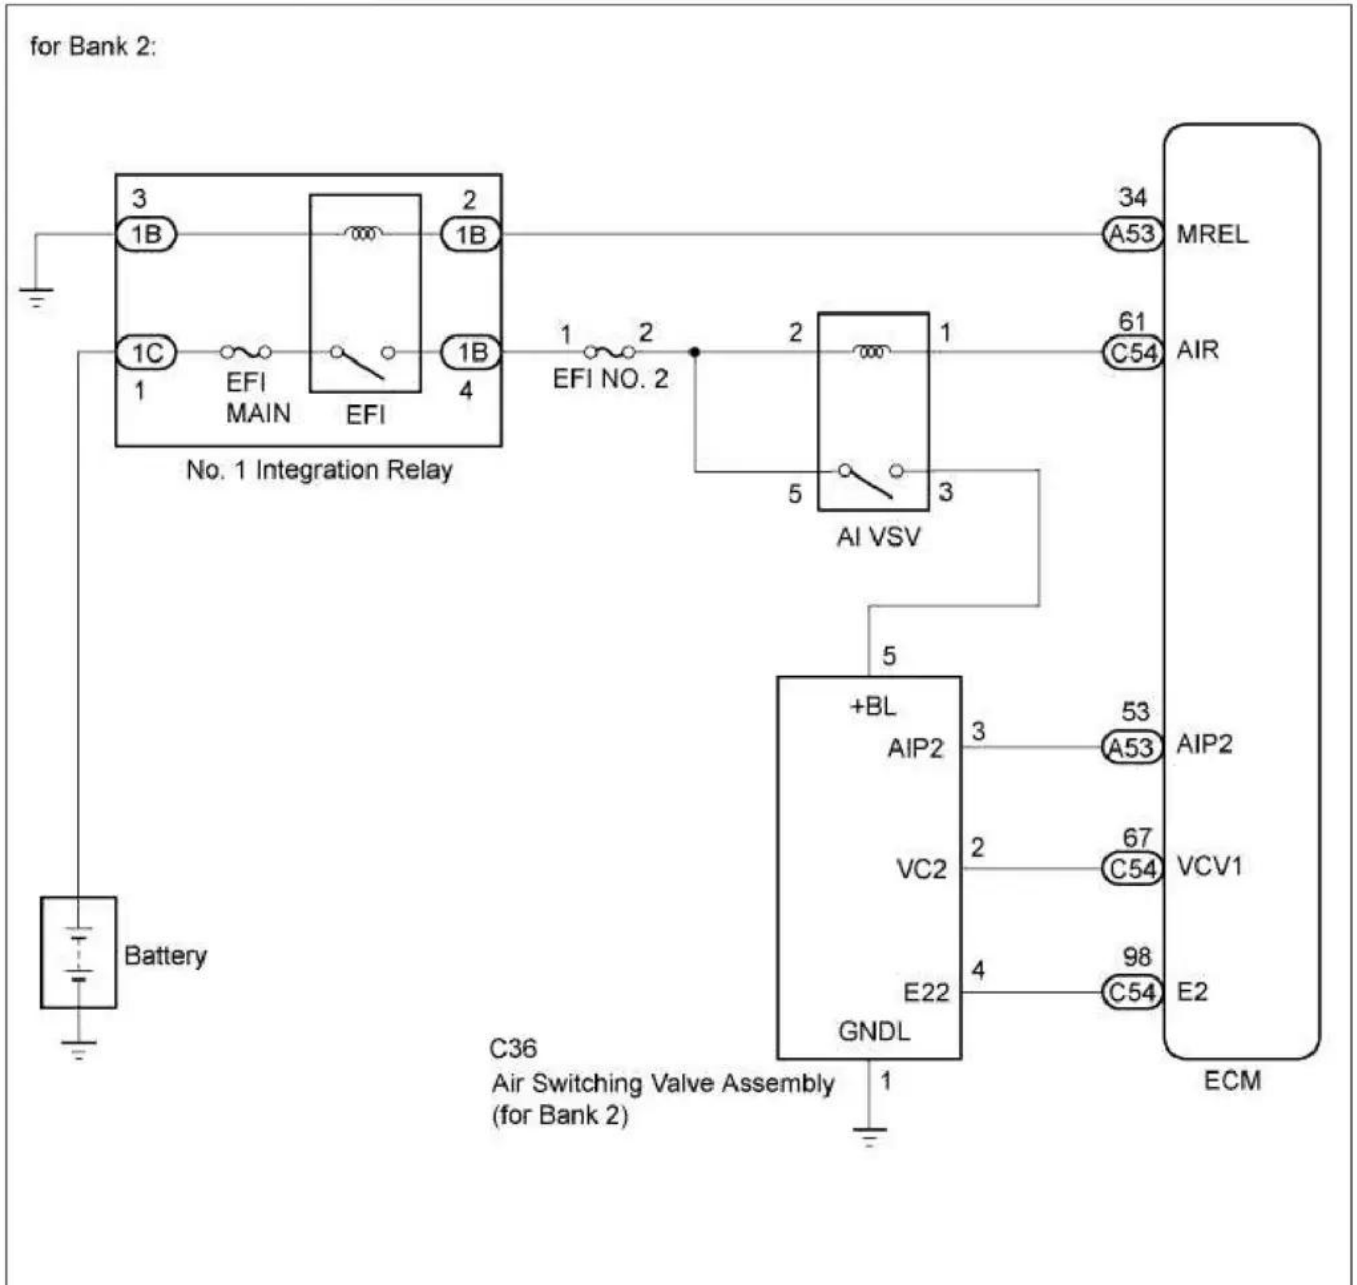 for Bank 2:
3
2
34
1B
1B
A53 MREL
1
2
2
1
61
1C
1B
C54 AIR
EFI
MAIN
1
4
EFI NO. 2
EFI
No. 1 Integration Relay
5
3
AI VSV
5
+BL
53
AIP2
3
A53 AIP2
67
VC2
2
C54 VCV1
Battery
98
E22
4
C54 E2
GNDL
C36
Air Switching Valve Assembly
(for Bank 2)
1
ECM